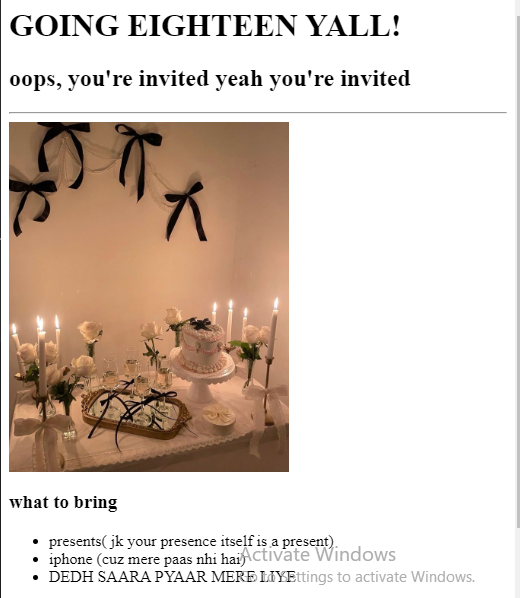 GOING EIGHTEEN YALL!
oops, you're invited yeah you're invited
what to bring
presents( jk your presence itself is a present)
iphone (cuz mere paas nhi hai)
DEDH SAARA PYAAR MERE LIYE
Activate Windows
Go to Settings to activate Windows.